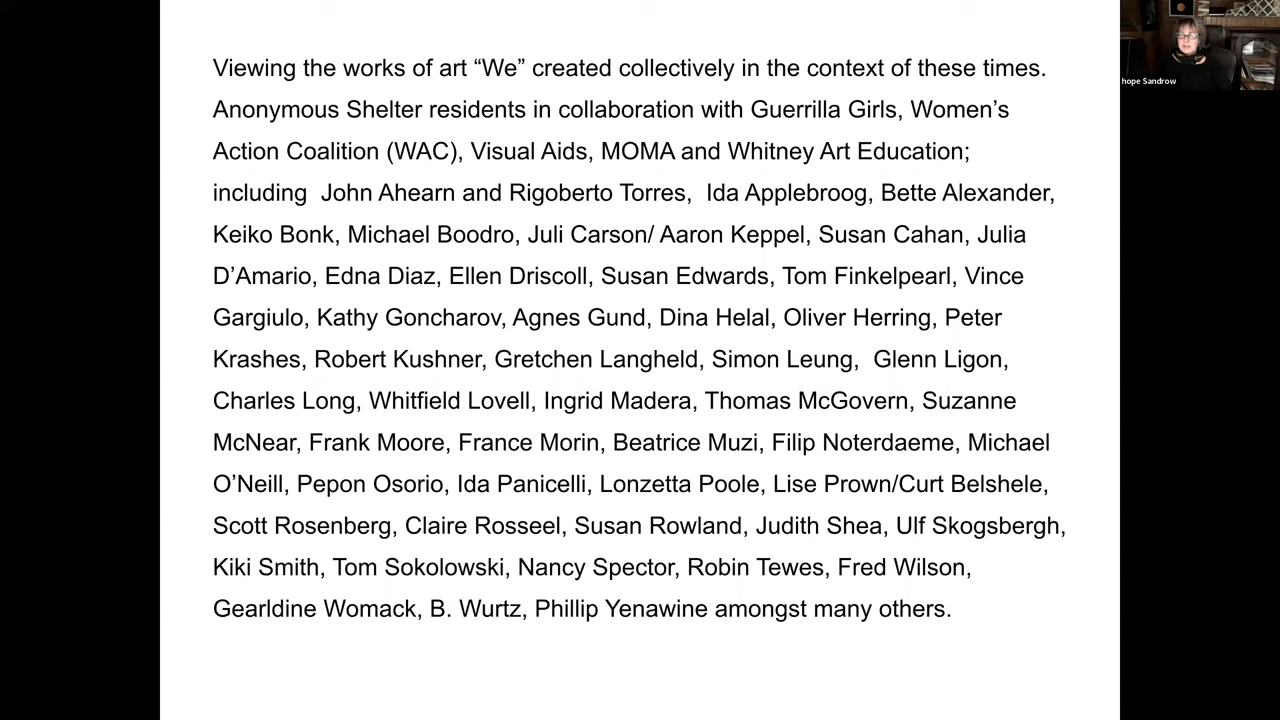 Viewing the works of art “We” created collectively in the context of these times.
Anonymous Shelter residents in collaboration with Guerrilla Girls, Women’s
Action Coalition (WAC), Visual Aids, MOMA and Whitney Art Education;
including  John Ahearn and Rigoberto Torres,  Ida Applebroog, Bette Alexander,
Keiko Bonk, Michael Boodro, Juli Carson/ Aaron Keppel, Susan Cahan, Julia
D’Amario, Edna Diaz, Ellen Driscoll, Susan Edwards, Tom Finkelpearl, Vince
Gargiulo, Kathy Goncharov, Agnes Gund, Dina Helal, Oliver Herring, Peter
Krashes, Robert Kushner, Gretchen Langheld, Simon Leung,  Glenn Ligon,
Charles Long, Whitfield Lovell, Ingrid Madera, Thomas McGovern, Suzanne
McNear, Frank Moore, France Morin, Beatrice Muzi, Filip Noterdaeme, Michael
O’Neill, Pepon Osorio, Ida Panicelli, Lonzetta Poole, Lise Prown/Curt Belshele,
Scott Rosenberg, Claire Rosseel, Susan Rowland, Judith Shea, Ulf Skogsbergh,
Kiki Smith, Tom Sokolowski, Nancy Spector, Robin Tewes, Fred Wilson,
Gearldine Womack, B. Wurtz, Phillip Yenawine amongst many others.
hope Sandrow